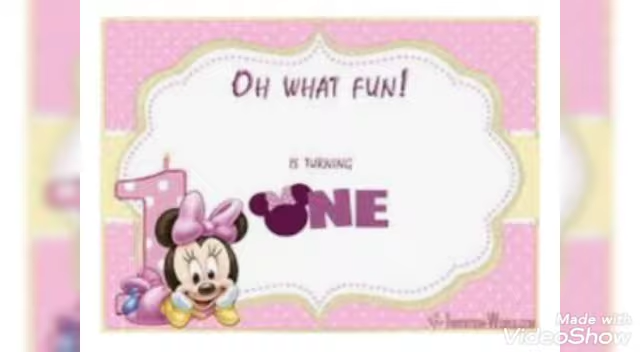 OH WHAT FUN!
IS TURNING
ONE
Made with
VideoShow